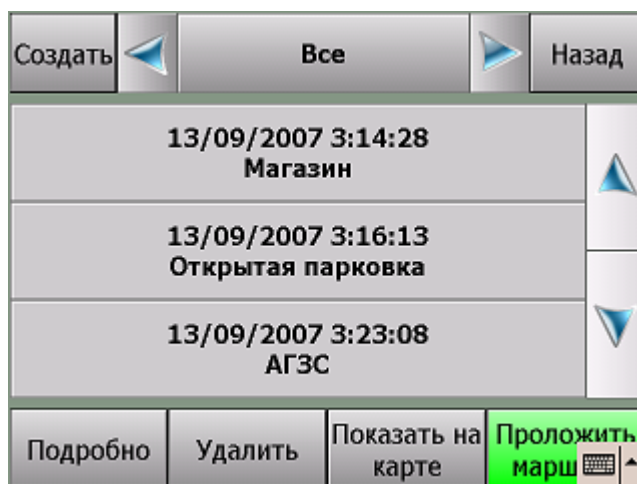 Создать
Все
Назад
13/09/2007 3:14:28
Магазин
13/09/2007 3:16:13
Открытая парковка
13/09/2007 3:23:08
АГЗС
Подробно
Удалить
Показать на
карте
Проложить
марш